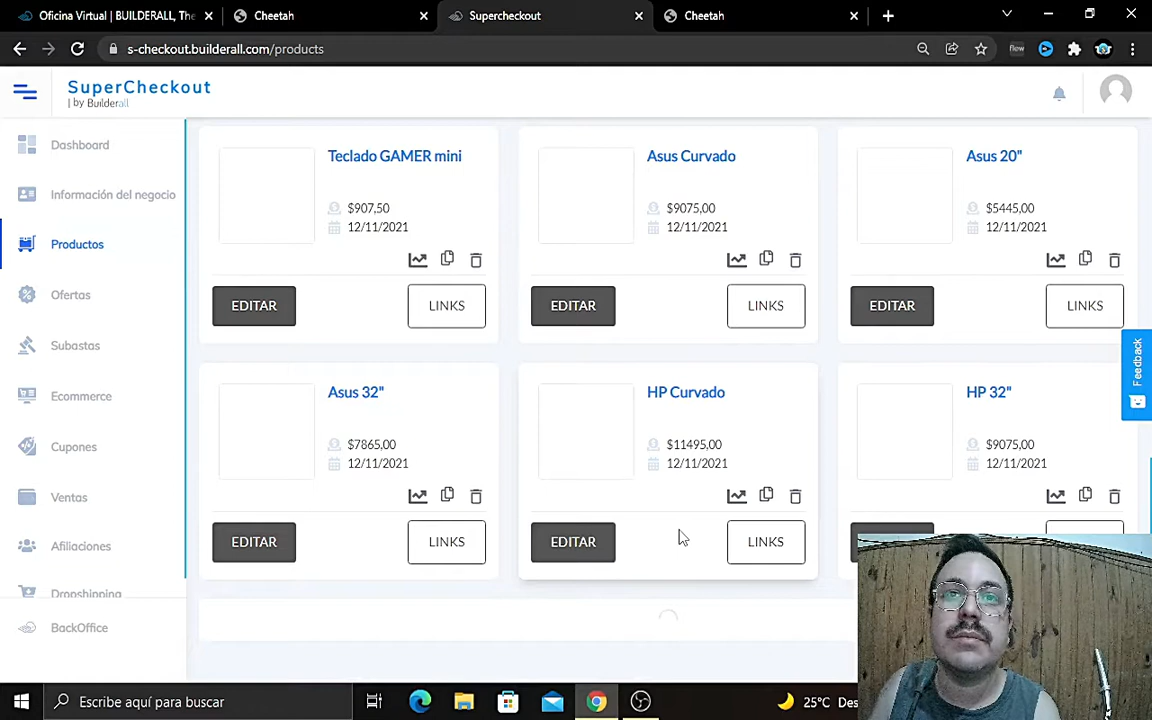 Oficina Virtual | BUILDERALL, The
Cheetah
Supercheckout
Cheetah
s-checkout.builderall.com/products
flow
SuperCheckout
| by Builderall
Dashboard
Información del negocio
Productos
Ofertas
Subastas
Ecommerce
Cupones
Ventas
Afiliaciones
Dropshipping
BackOffice
Teclado GAMER mini
$907,50
12/11/2021
EDITAR
LINKS
Asus Curvado
$9075,00
12/11/2021
EDITAR
LINKS
Asus 20"
$5445,00
12/11/2021
EDITAR
LINKS
Asus 32"
$7865,00
12/11/2021
EDITAR
LINKS
HP Curvado
$11495,00
12/11/2021
EDITAR
LINKS
HP 32"
$9075,00
12/11/2021
Feedback
Escribe aquí para buscar
25°C Des